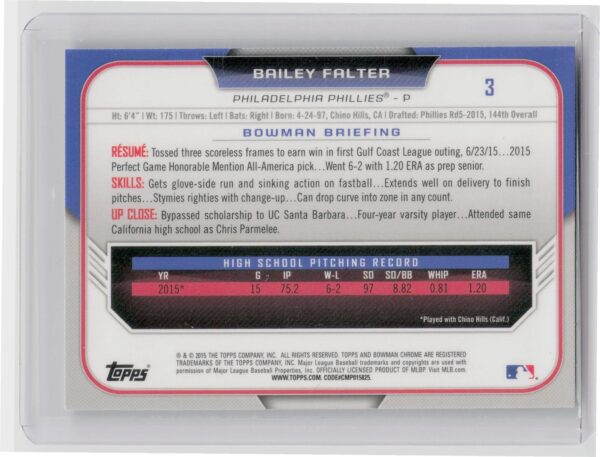 BAILEY FALTER
3
PHILADELPHIA PHILLIES® - P
Ht: 6'4" | Wt: 175 | Throws: Left | Bats: Right | Born: 4-24-97, Chino Hills, CA | Drafted: Phillies Rd5-2015, 144th Overall
BOWMAN BRIEFING
RÉSUMÉ: Tossed three scoreless frames to earn win in first Gulf Coast League outing, 6/23/15...2015
Perfect Game Honorable Mention All-America pick...Went 6-2 with 1.20 ERA as prep senior.
SKILLS: Gets glove-side run and sinking action on fastball...Extends well on delivery to finish
pitches...Stymies righties with change-up...Can drop curve into zone in any count.
UP CLOSE: Bypassed scholarship to UC Santa Barbara...Four-year varsity player...Attended same
California high school as Chris Parmelee.
HIGH SCHOOL PITCHING RECORD
YR G IP W-L SO SO/BB WHIP ERA
2015* 15 75.2 6-2 97 8.82 0.81 1.20
*Played with Chino Hills (Calif.)
® & © 2015 THE TOPPS COMPANY, INC. ALL RIGHTS RESERVED. TOPPS AND BOWMAN CHROME ARE REGISTERED
TRADEMARKS OF THE TOPPS COMPANY, INC. Major League Baseball trademarks and copyrights are used with
permission of Major League Baseball Properties, Inc. OFFICIALLY LICENSED PRODUCT OF MLBP. Visit MLB.com
WWW.TOPPS.COM. CODE#CMP015825.
TOPPS